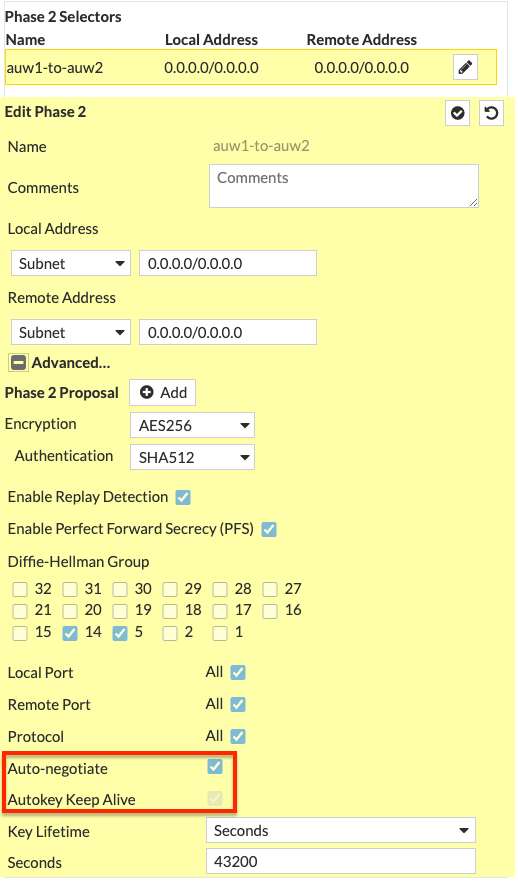 Phase 2 Selectors
Name Local Address Remote Address
auw1-to-auw2 0.0.0.0/0.0.0.0 0.0.0.0/0.0.0.0
Edit Phase 2
Name auw1-to-auw2
Comments Comments
Local Address
Subnet 0.0.0.0/0.0.0.0
Remote Address
Subnet 0.0.0.0/0.0.0.0
Advanced...
Phase 2 Proposal Add
Encryption AES256
Authentication SHA512
Enable Replay Detection
Enable Perfect Forward Secrecy (PFS)
Diffie-Hellman Group
32 31 30 29 28 27
21 20 19 18 17 16
15 14 5 2 1
Local Port All
Remote Port All
Protocol All
Auto-negotiate
Autokey Keep Alive
Key Lifetime Seconds
Seconds 43200